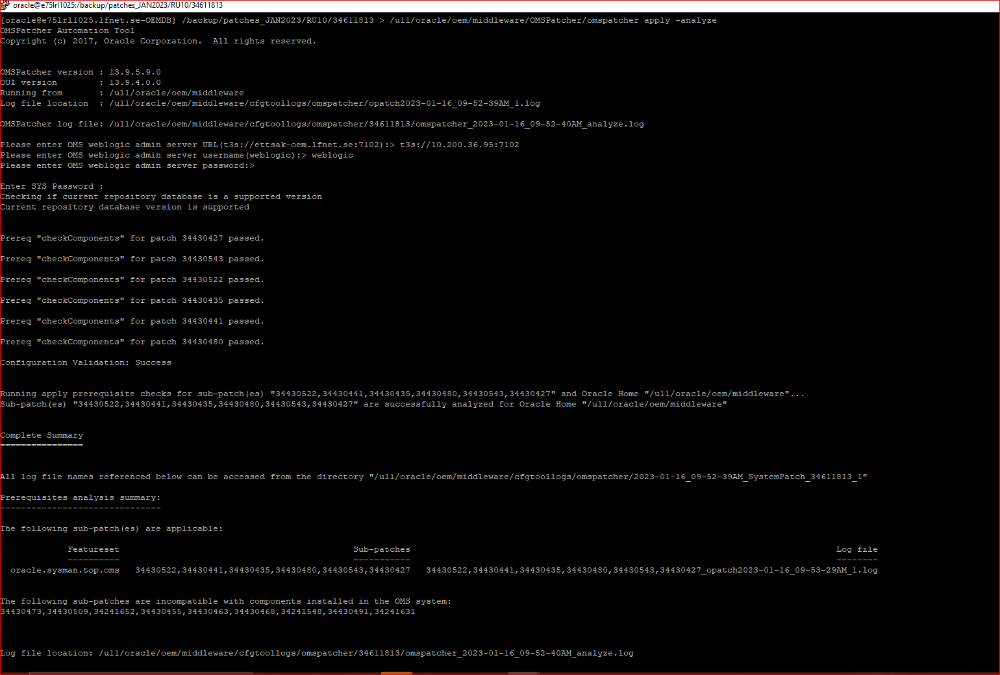 oracle@e75lrl1025:/backup/patches_JAN2023/RU10/34611813
[oracle@e75lrl1025.lfnet.se-OEMDB] /backup/patches_JAN2023/RU10/34611813 > /u11/oracle/oem/middleware/OMSPatcher/omspatcher apply -analyze
OMSPatcher Automation Tool
Copyright (c) 2017, Oracle Corporation.  All rights reserved.
OMSPatcher version : 13.9.5.9.0
OUI version        : 13.9.4.0.0
Running from       : /u11/oracle/oem/middleware
Log file location  : /u11/oracle/oem/middleware/cfgtoollogs/omspatcher/opatch2023-01-16_09-52-39AM_1.log
OMSPatcher log file: /u11/oracle/oem/middleware/cfgtoollogs/omspatcher/34611813/omspatcher_2023-01-16_09-52-40AM_analyze.log
Please enter OMS weblogic admin server URL(t3s://ettsak-oem.lfnet.se:7102):> t3s://10.200.36.95:7102
Please enter OMS weblogic admin server username(weblogic):> weblogic
Please enter OMS weblogic admin server password:>
Enter SYS Password :
Checking if current repository database is a supported version
Current repository database version is supported
Prereq "checkComponents" for patch 34430427 passed.
Prereq "checkComponents" for patch 34430543 passed.
Prereq "checkComponents" for patch 34430522 passed.
Prereq "checkComponents" for patch 34430435 passed.
Prereq "checkComponents" for patch 34430441 passed.
Prereq "checkComponents" for patch 34430480 passed.
Configuration Validation: Success
Running apply prerequisite checks for sub-patch(es) "34430522,34430441,34430435,34430480,34430543,34430427" and Oracle Home "/u11/oracle/oem/middleware"...
Sub-patch(es) "34430522,34430441,34430435,34430480,34430543,34430427" are successfully analyzed for Oracle Home "/u11/oracle/oem/middleware"
Complete Summary
================
All log file names referenced below can be accessed from the directory "/u11/oracle/oem/middleware/cfgtoollogs/omspatcher/2023-01-16_09-52-39AM_SystemPatch_34611813_1"
Prerequisites analysis summary:
-------------------------------
The following sub-patch(es) are applicable:
Featureset Sub-patches Log file
---------- ----------- --------
oracle.sysman.top.oms 34430522,34430441,34430435,34430480,34430543,34430427 34430522,34430441,34430435,34430480,34430543,34430427_opatch2023-01-16_09-53-29AM_1.log
The following sub-patches are incompatible with components installed in the OMS system:
34430473,34430509,34241652,34430455,34430463,34430468,34241548,34430491,34241631
Log file location: /u11/oracle/oem/middleware/cfgtoollogs/omspatcher/34611813/omspatcher_2023-01-16_09-52-40AM_analyze.log